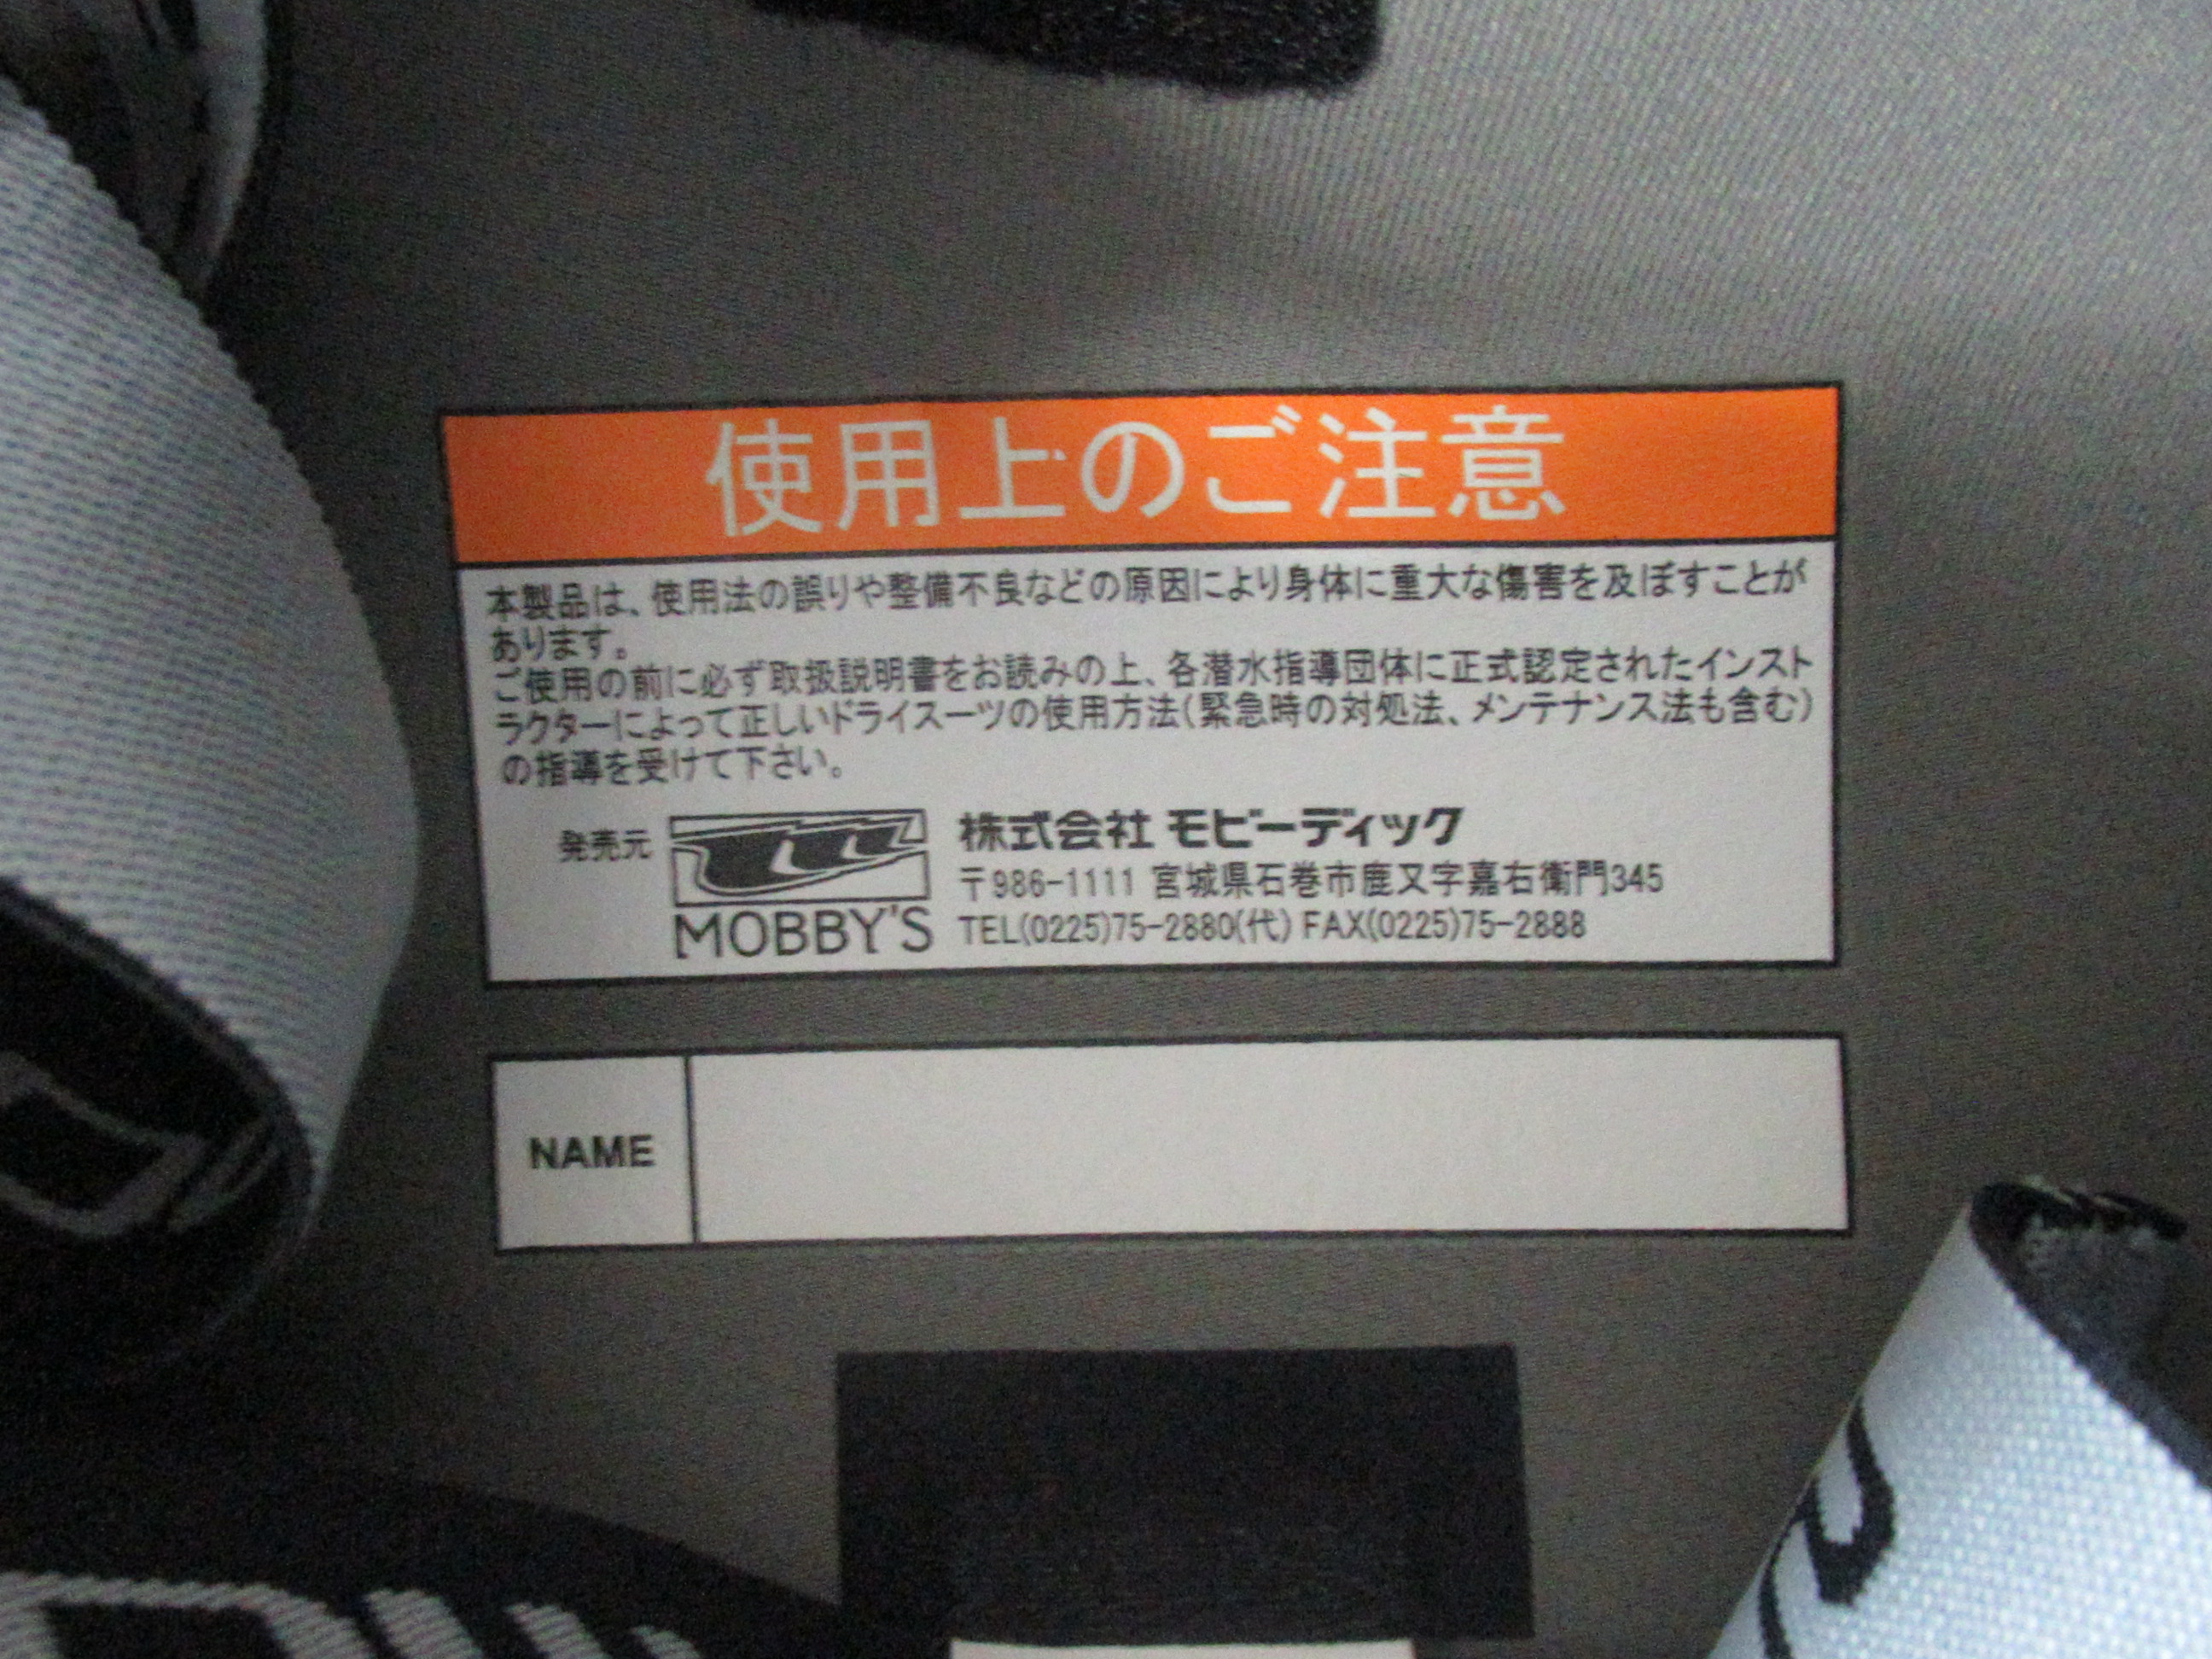 使用上のご注意
本製品は、使用法の誤りや整備不良などの原因により身体に重大な傷害を及ぼすことが
あります。
ご使用の前に必ず取扱説明書をお読みの上、各潜水指導団体に正式認定されたインスト
ラクターによって正しいドライスーツの使用方法(緊急時の対処法、メンテナンス法も含む)
の指導を受けて下さい。
発売元
MOBBY'S
株式会社 モビーディック
〒986-1111 宮城県石巻市鹿又字嘉右衛門345
TEL(0225)75-2880(代) FAX(0225)75-2888
NAME